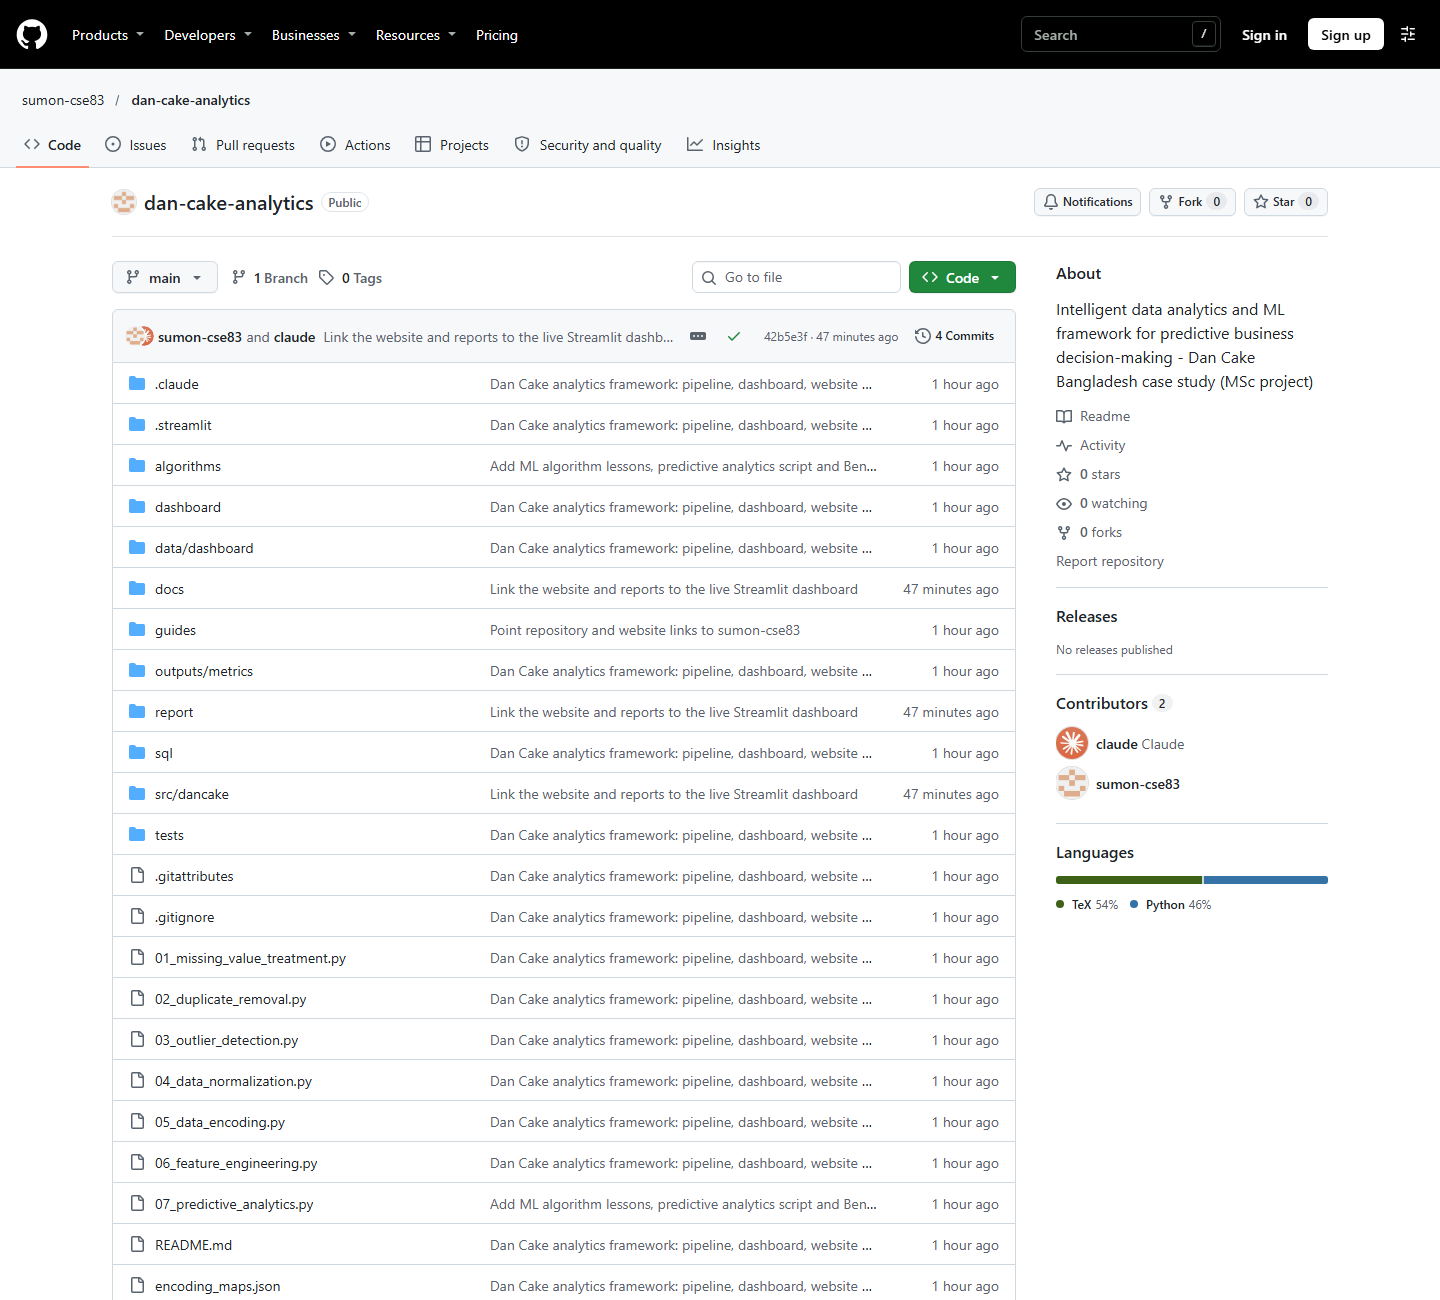 Products Developers Businesses Resources Pricing Search / Sign in Sign up
sumon-cse83 / dan-cake-analytics
Code Issues Pull requests Actions Projects Security and quality Insights
dan-cake-analytics Public Notifications Fork 0 Star 0
main 1 Branch 0 Tags Go to file Code
sumon-cse83 and claude Link the website and reports to the live Streamlit dashb... 42b5e3f · 47 minutes ago 4 Commits
.claude Dan Cake analytics framework: pipeline, dashboard, website ... 1 hour ago
.streamlit Dan Cake analytics framework: pipeline, dashboard, website ... 1 hour ago
algorithms Add ML algorithm lessons, predictive analytics script and Ben... 1 hour ago
dashboard Dan Cake analytics framework: pipeline, dashboard, website ... 1 hour ago
data/dashboard Dan Cake analytics framework: pipeline, dashboard, website ... 1 hour ago
docs Link the website and reports to the live Streamlit dashboard 47 minutes ago
guides Point repository and website links to sumon-cse83 1 hour ago
outputs/metrics Dan Cake analytics framework: pipeline, dashboard, website ... 1 hour ago
report Link the website and reports to the live Streamlit dashboard 47 minutes ago
sql Dan Cake analytics framework: pipeline, dashboard, website ... 1 hour ago
src/dancake Link the website and reports to the live Streamlit dashboard 47 minutes ago
tests Dan Cake analytics framework: pipeline, dashboard, website ... 1 hour ago
.gitattributes Dan Cake analytics framework: pipeline, dashboard, website ... 1 hour ago
.gitignore Dan Cake analytics framework: pipeline, dashboard, website ... 1 hour ago
01_missing_value_treatment.py Dan Cake analytics framework: pipeline, dashboard, website ... 1 hour ago
02_duplicate_removal.py Dan Cake analytics framework: pipeline, dashboard, website ... 1 hour ago
03_outlier_detection.py Dan Cake analytics framework: pipeline, dashboard, website ... 1 hour ago
04_data_normalization.py Dan Cake analytics framework: pipeline, dashboard, website ... 1 hour ago
05_data_encoding.py Dan Cake analytics framework: pipeline, dashboard, website ... 1 hour ago
06_feature_engineering.py Dan Cake analytics framework: pipeline, dashboard, website ... 1 hour ago
07_predictive_analytics.py Add ML algorithm lessons, predictive analytics script and Ben... 1 hour ago
README.md Dan Cake analytics framework: pipeline, dashboard, website ... 1 hour ago
encoding_maps.json Dan Cake analytics framework: pipeline, dashboard, website ... 1 hour ago
About
Intelligent data analytics and ML
framework for predictive business
decision-making - Dan Cake
Bangladesh case study (MSc project)
Readme
Activity
0 stars
0 watching
0 forks
Report repository
Releases
No releases published
Contributors 2
claude Claude
sumon-cse83
Languages
TeX 54% Python 46%